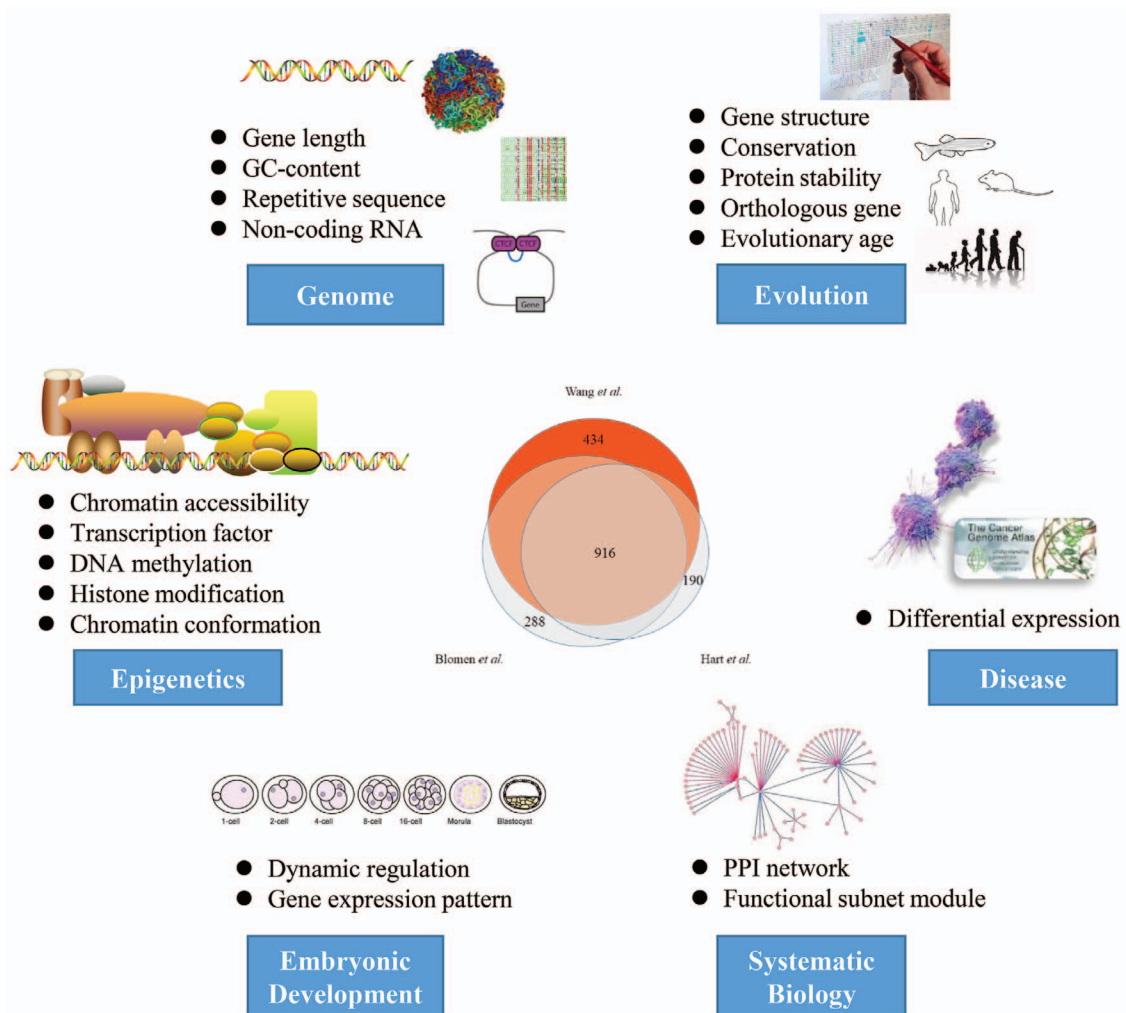 Gene length
GC-content
Repetitive sequence
Non-coding RNA
CTCF CTCF
Gene
Genome
Gene structure
Conservation
Protein stability
Orthologous gene
Evolutionary age
Evolution
Chromatin accessibility
Transcription factor
DNA methylation
Histone modification
Chromatin conformation
Epigenetics
Wang et al.
434
916
190
288
Blomen et al.
Hart et al.
The Cancer
Genome Atlas
Differential expression
Disease
1-cell
2-cell
4-cell
8-cell
16-cell
Morula
Blastocyst
Dynamic regulation
Gene expression pattern
Embryonic
Development
PPI network
Functional subnet module
Systematic
Biology